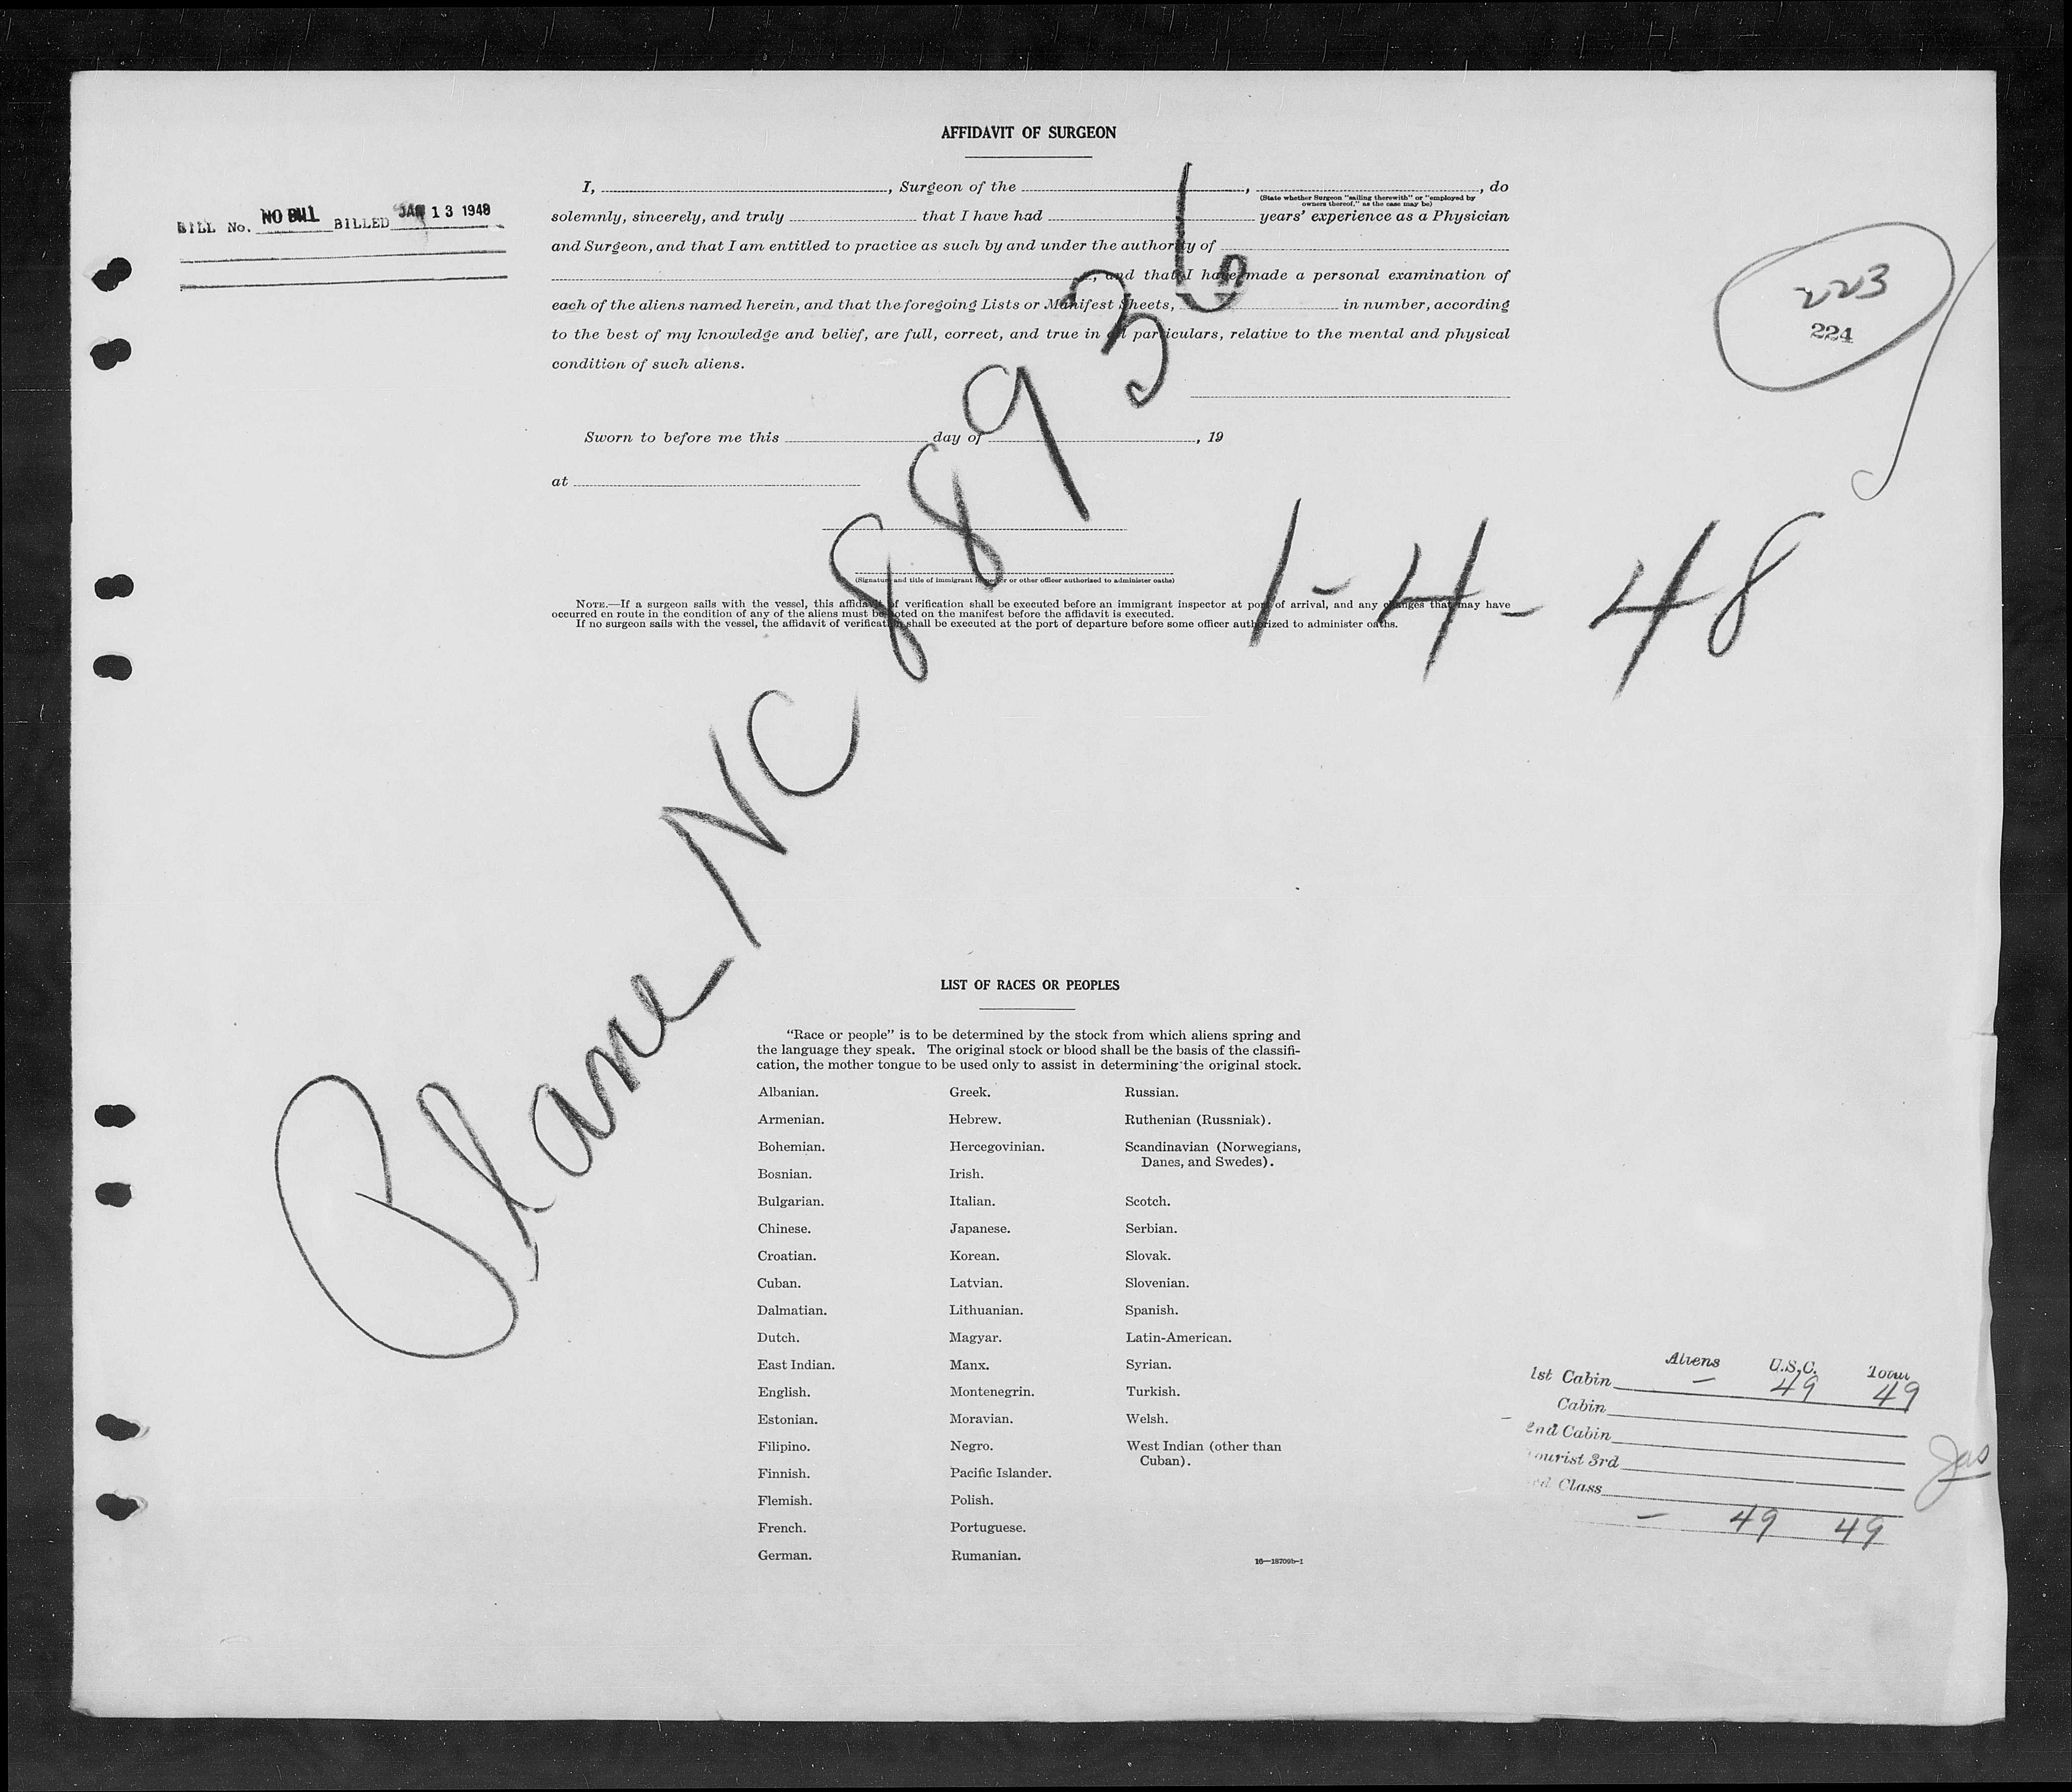 AFFIDAVIT OF SURGEON
BILL No. NO BILL BILLED JAN 13 1948
I, , Surgeon of the , , do
(State whether Surgeon "sailing therewith" or "employed by
owners thereof," as the case may be)
solemnly, sincerely, and truly that I have had years' experience as a Physician
and Surgeon, and that I am entitled to practice as such by and under the authority of
, and that I have made a personal examination of
each of the aliens named herein, and that the foregoing Lists or Manifest Sheets, in number, according
to the best of my knowledge and belief, are full, correct, and true in all particulars, relative to the mental and physical
condition of such aliens.
223
224
Sworn to before me this day of , 19
at
(Signature and title of immigrant inspector or other officer authorized to administer oaths)
NOTE.—If a surgeon sails with the vessel, this affidavit of verification shall be executed before an immigrant inspector at port of arrival, and any changes that may have
occurred en route in the condition of any of the aliens must be noted on the manifest before the affidavit is executed.
If no surgeon sails with the vessel, the affidavit of verification shall be executed at the port of departure before some officer authorized to administer oaths.
Plane NC 88936
1-4-48
LIST OF RACES OR PEOPLES
"Race or people" is to be determined by the stock from which aliens spring and
the language they speak. The original stock or blood shall be the basis of the classifi-
cation, the mother tongue to be used only to assist in determining the original stock.
Albanian.
Armenian.
Bohemian.
Bosnian.
Bulgarian.
Chinese.
Croatian.
Cuban.
Dalmatian.
Dutch.
East Indian.
English.
Estonian.
Filipino.
Finnish.
Flemish.
French.
German.
Greek.
Hebrew.
Hercegovinian.
Irish.
Italian.
Japanese.
Korean.
Latvian.
Lithuanian.
Magyar.
Manx.
Montenegrin.
Moravian.
Negro.
Pacific Islander.
Polish.
Portuguese.
Rumanian.
Russian.
Ruthenian (Russniak).
Scandinavian (Norwegians,
Danes, and Swedes).
Scotch.
Serbian.
Slovak.
Slovenian.
Spanish.
Latin-American.
Syrian.
Turkish.
Welsh.
West Indian (other than
Cuban).
16—18709b-1
Aliens U.S.C. Total
1st Cabin — 49 49
Cabin
2nd Cabin
Tourist 3rd
3rd Class
— 49 49